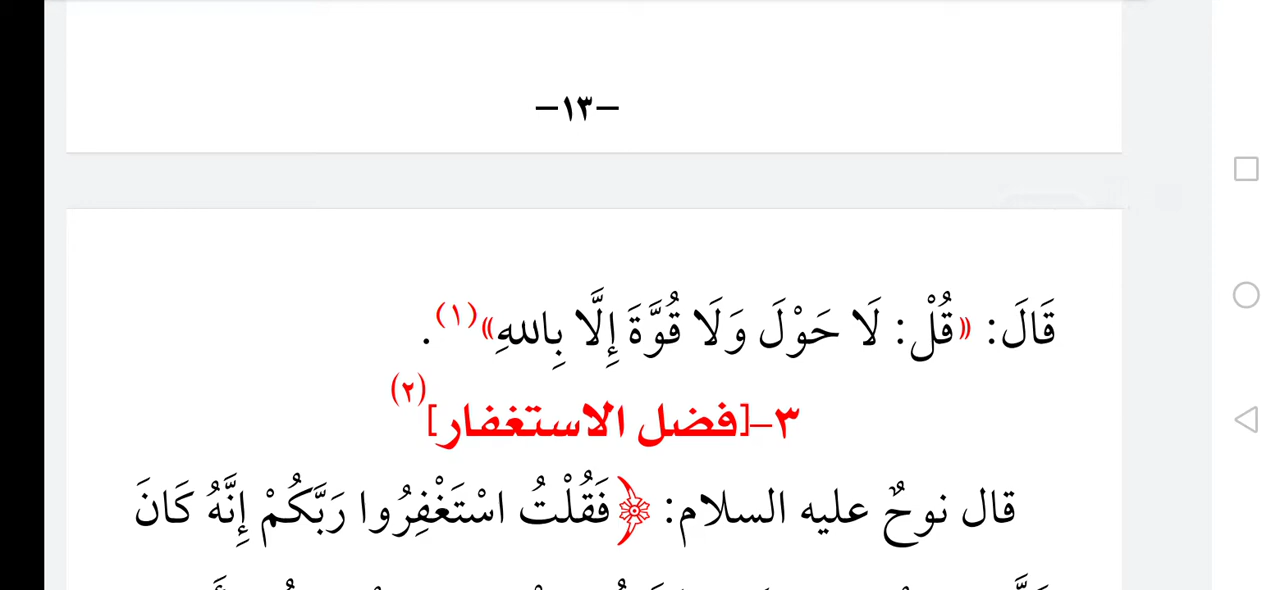 –١٣–
قَالَ: «قُلْ: لَا حَوْلَ وَلَا قُوَّةَ إِلَّا بِاللهِ»(١).
٣–[فضل الاستغفار](٢)
قال نوحٌ عليه السلام: ﴿فَقُلْتُ اسْتَغْفِرُوا رَبَّكُمْ إِنَّهُ كَانَ